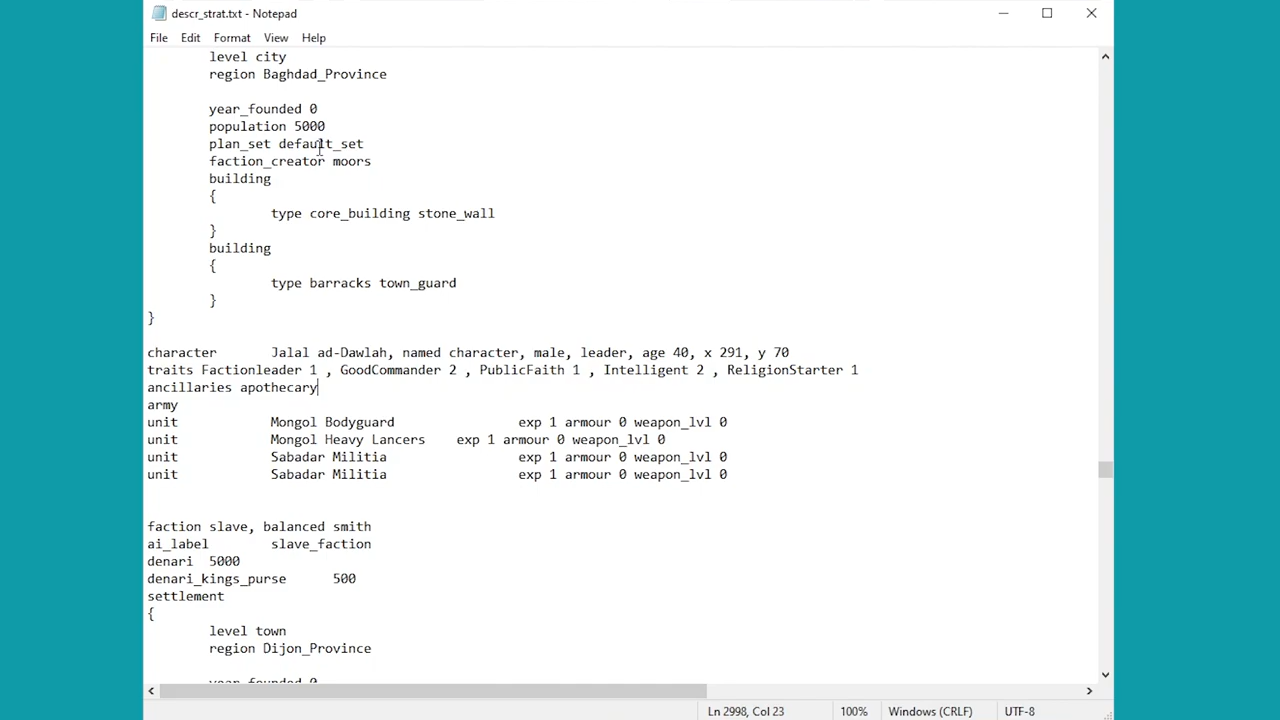 descr_strat.txt - Notepad
File Edit Format View Help
level city
region Baghdad_Province
year_founded 0
population 5000
plan_set default_set
faction_creator moors
building
{
type core_building stone_wall
}
building
{
type barracks town_guard
}
}
character Jalal ad-Dawlah, named character, male, leader, age 40, x 291, y 70
traits Factionleader 1 , GoodCommander 2 , PublicFaith 1 , Intelligent 2 , ReligionStarter 1
ancillaries apothecary
army
unit Mongol Bodyguard exp 1 armour 0 weapon_lvl 0
unit Mongol Heavy Lancers exp 1 armour 0 weapon_lvl 0
unit Sabadar Militia exp 1 armour 0 weapon_lvl 0
unit Sabadar Militia exp 1 armour 0 weapon_lvl 0
faction slave, balanced smith
ai_label slave_faction
denari 5000
denari_kings_purse 500
settlement
{
level town
region Dijon_Province
year_founded 0
Ln 2998, Col 23 100% Windows (CRLF) UTF-8